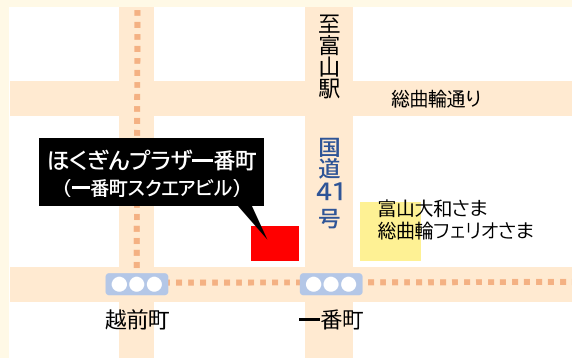 至富山駅
総曲輪通り
ほくぎんプラザ一番町
（一番町スクエアビル）
国道41号
富山大和さま
総曲輪フェリオさま
越前町
一番町